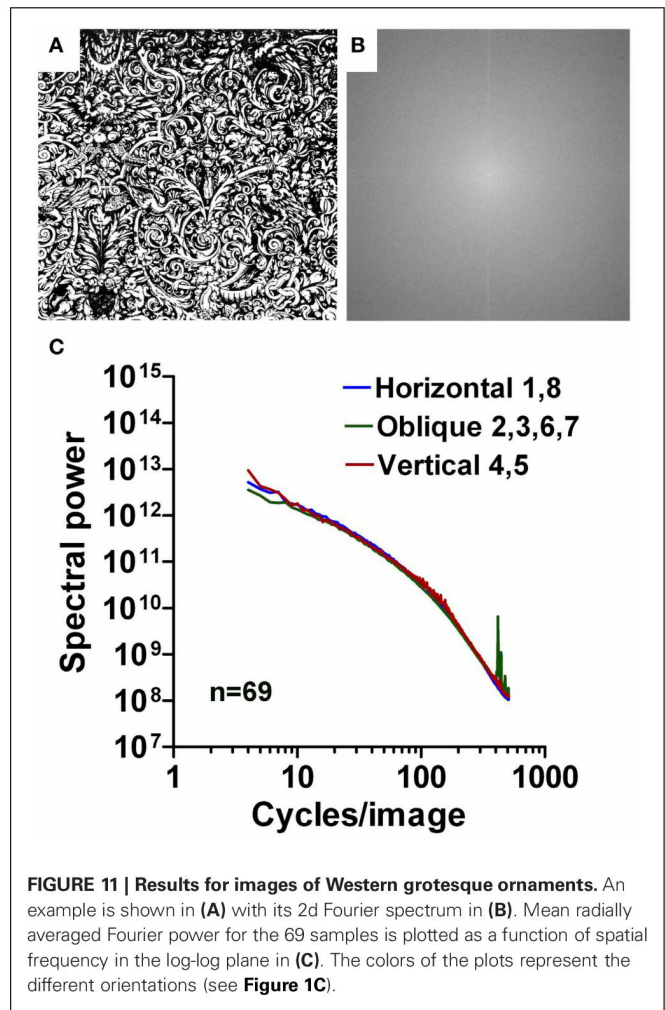 A
B
C
10^15
10^14
10^13
10^12
10^11
10^10
10^9
10^8
10^7
Spectral power
Horizontal 1,8
Oblique 2,3,6,7
Vertical 4,5
n=69
1
10
100
1000
Cycles/image
FIGURE 11 | Results for images of Western grotesque ornaments. An
example is shown in (A) with its 2d Fourier spectrum in (B). Mean radially
averaged Fourier power for the 69 samples is plotted as a function of spatial
frequency in the log-log plane in (C). The colors of the plots represent the
different orientations (see Figure 1C).